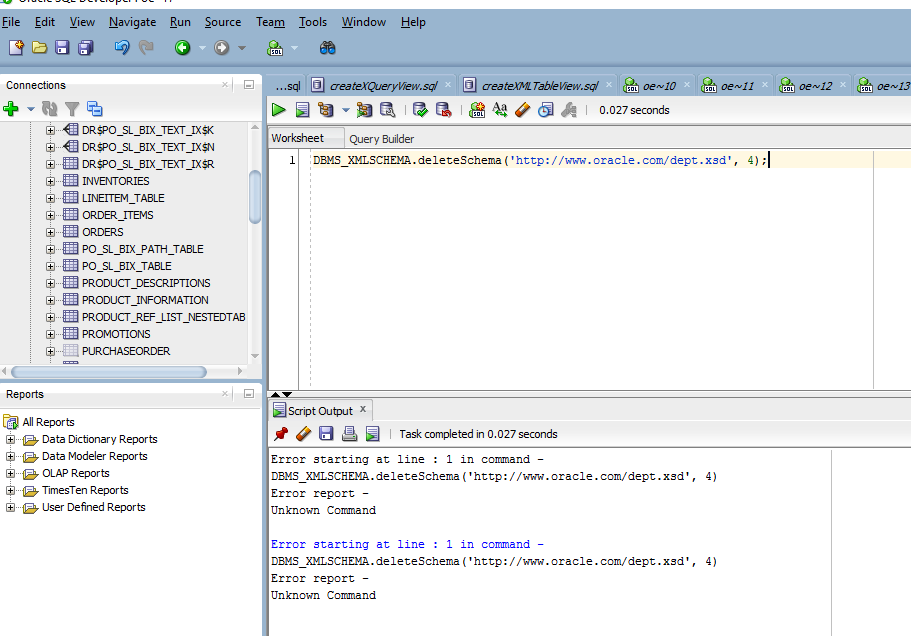 File Edit View Navigate Run Source Team Tools Window Help
Connections
DR$PO_SL_BIX_TEXT_IX$K
DR$PO_SL_BIX_TEXT_IX$N
DR$PO_SL_BIX_TEXT_IX$R
INVENTORIES
LINEITEM_TABLE
ORDER_ITEMS
ORDERS
PO_SL_BIX_PATH_TABLE
PO_SL_BIX_TABLE
PRODUCT_DESCRIPTIONS
PRODUCT_INFORMATION
PRODUCT_REF_LIST_NESTEDTAB
PROMOTIONS
PURCHASEORDER
Reports
All Reports
Data Dictionary Reports
Data Modeler Reports
OLAP Reports
TimesTen Reports
User Defined Reports
...sql createXQueryView.sql createXMLTableView.sql oe~10 oe~11 oe~12 oe~13
0.027 seconds
Worksheet Query Builder
1 DBMS_XMLSCHEMA.deleteSchema('http://www.oracle.com/dept.xsd', 4);
Script Output x
Task completed in 0.027 seconds
Error starting at line : 1 in command -
DBMS_XMLSCHEMA.deleteSchema('http://www.oracle.com/dept.xsd', 4)
Error report -
Unknown Command
Error starting at line : 1 in command -
DBMS_XMLSCHEMA.deleteSchema('http://www.oracle.com/dept.xsd', 4)
Error report -
Unknown Command